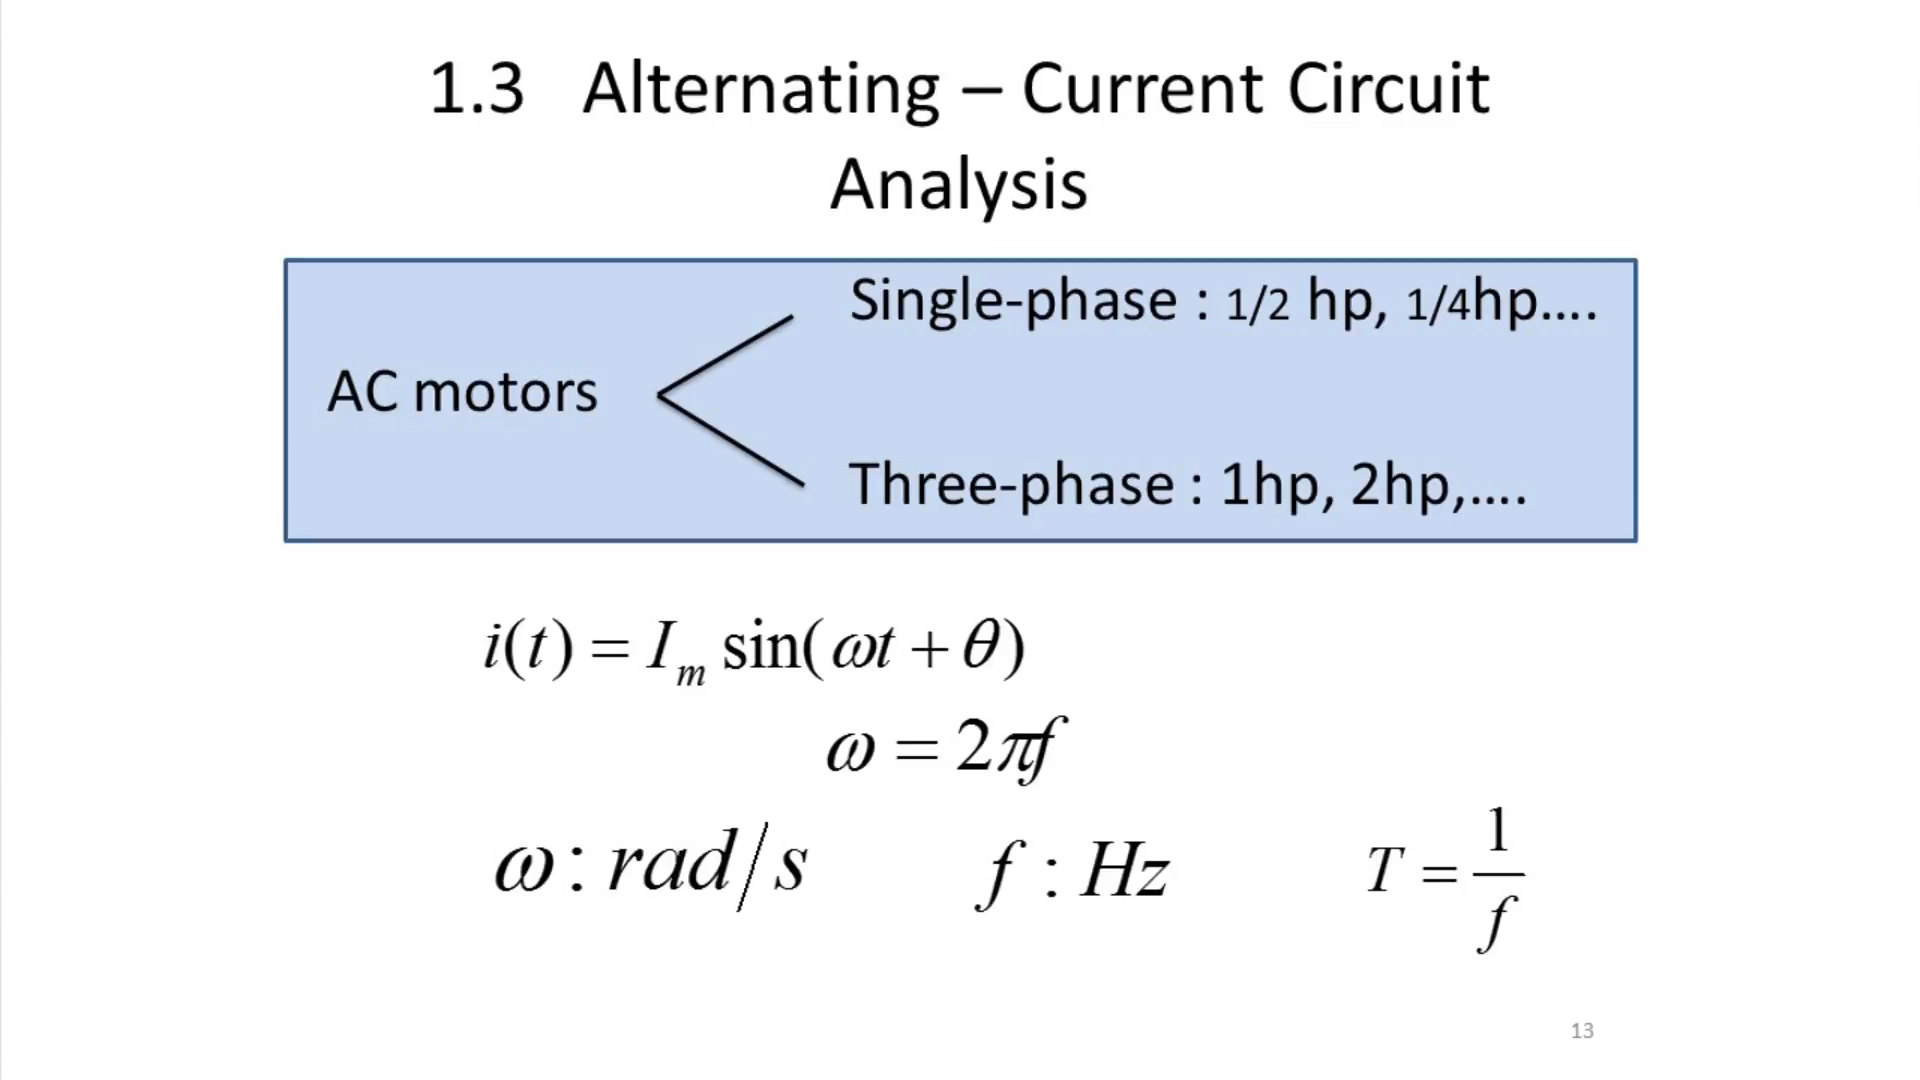 1.3 Alternating – Current Circuit
Analysis
Single-phase : 1/2 hp, 1/4hp....
AC motors
Three-phase : 1hp, 2hp,....
i(t) = I_m sin(ωt + θ)
ω = 2πf
ω : rad/s f : Hz T = 1/f
13